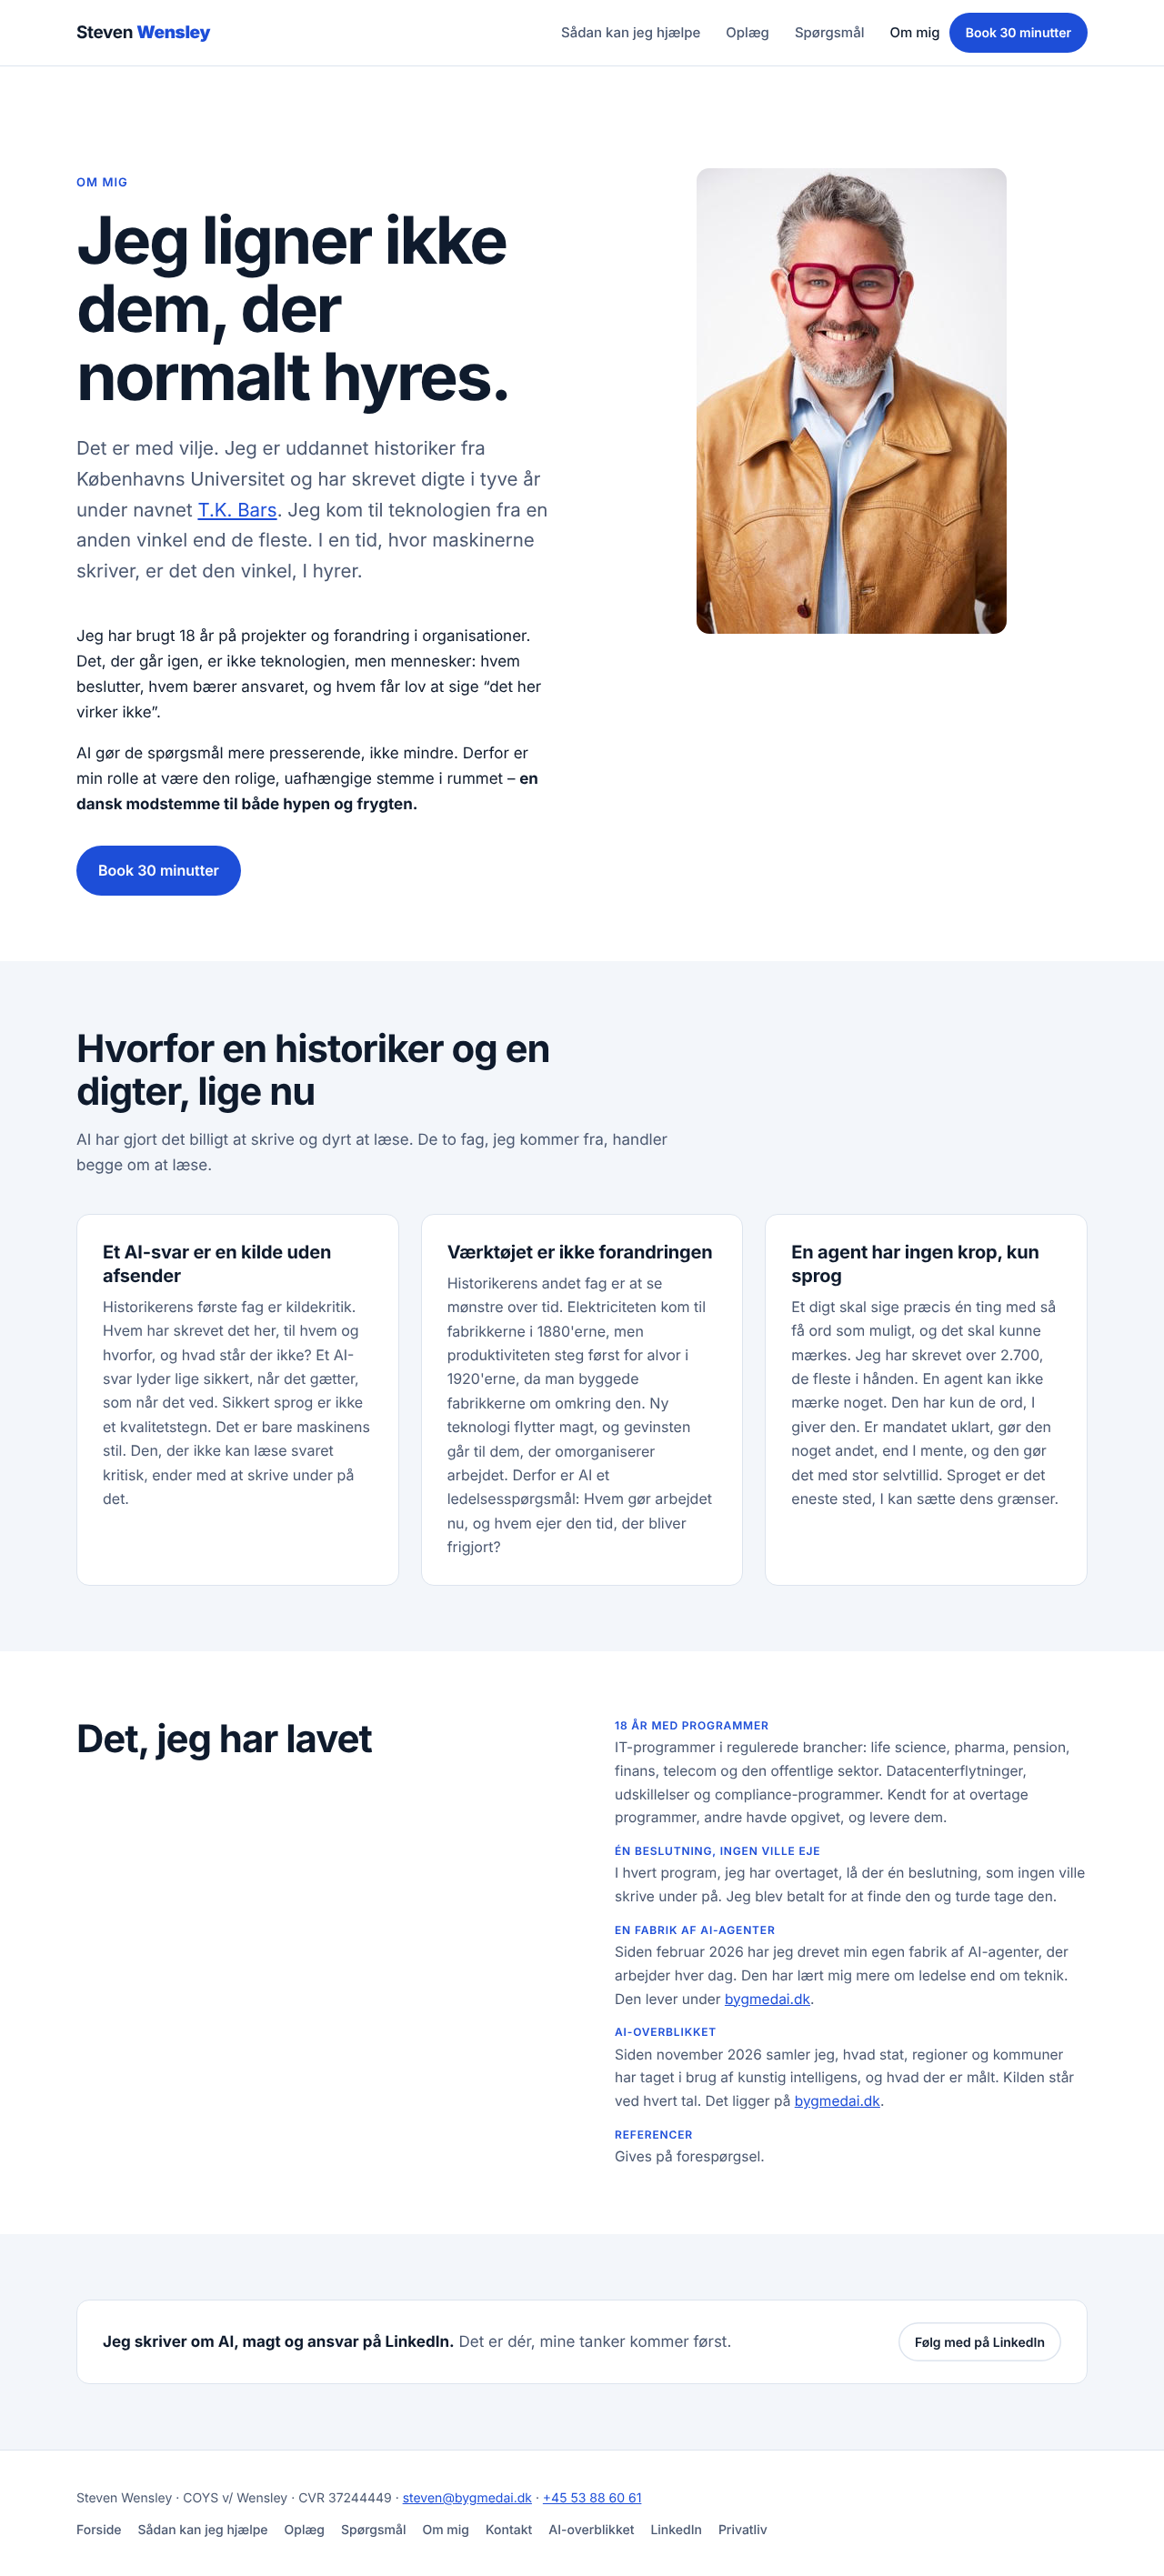 Steven Wensley
Sådan kan jeg hjælpe Oplæg Spørgsmål Om mig Book 30 minutter
OM MIG
Jeg ligner ikke
dem, der
normalt hyres.
Det er med vilje. Jeg er uddannet historiker fra
Københavns Universitet og har skrevet digte i tyve år
under navnet T.K. Bars. Jeg kom til teknologien fra en
anden vinkel end de fleste. I en tid, hvor maskinerne
skriver, er det den vinkel, I hyrer.
Jeg har brugt 18 år på projekter og forandring i organisationer.
Det, der går igen, er ikke teknologien, men mennesker: hvem
beslutter, hvem bærer ansvaret, og hvem får lov at sige “det her
virker ikke”.
AI gør de spørgsmål mere presserende, ikke mindre. Derfor er
min rolle at være den rolige, uafhængige stemme i rummet – en
dansk modstemme til både hypen og frygten.
Book 30 minutter
Hvorfor en historiker og en
digter, lige nu
AI har gjort det billigt at skrive og dyrt at læse. De to fag, jeg kommer fra, handler
begge om at læse.
Et AI-svar er en kilde uden
afsender
Historikerens første fag er kildekritik.
Hvem har skrevet det her, til hvem og
hvorfor, og hvad står der ikke? Et AI-
svar lyder lige sikkert, når det gætter,
som når det ved. Sikkert sprog er ikke
et kvalitetstegn. Det er bare maskinens
stil. Den, der ikke kan læse svaret
kritisk, ender med at skrive under på
det.
Værktøjet er ikke forandringen
Historikerens andet fag er at se
mønstre over tid. Elektriciteten kom til
fabrikkerne i 1880'erne, men
produktiviteten steg først for alvor i
1920'erne, da man byggede
fabrikkerne om omkring den. Ny
teknologi flytter magt, og gevinsten
går til dem, der omorganiserer
arbejdet. Derfor er AI et
ledelsesspørgsmål: Hvem gør arbejdet
nu, og hvem ejer den tid, der bliver
frigjort?
En agent har ingen krop, kun
sprog
Et digt skal sige præcis én ting med så
få ord som muligt, og det skal kunne
mærkes. Jeg har skrevet over 2.700,
de fleste i hånden. En agent kan ikke
mærke noget. Den har kun de ord, I
giver den. Er mandatet uklart, gør den
noget andet, end I mente, og den gør
det med stor selvtillid. Sproget er det
eneste sted, I kan sætte dens grænser.
Det, jeg har lavet
18 ÅR MED PROGRAMMER
IT-programmer i regulerede brancher: life science, pharma, pension,
finans, telecom og den offentlige sektor. Datacenterflytninger,
udskillelser og compliance-programmer. Kendt for at overtage
programmer, andre havde opgivet, og levere dem.
ÉN BESLUTNING, INGEN VILLE EJE
I hvert program, jeg har overtaget, lå der én beslutning, som ingen ville
skrive under på. Jeg blev betalt for at finde den og turde tage den.
EN FABRIK AF AI-AGENTER
Siden februar 2026 har jeg drevet min egen fabrik af AI-agenter, der
arbejder hver dag. Den har lært mig mere om ledelse end om teknik.
Den lever under bygmedai.dk.
AI-OVERBLIKKET
Siden november 2026 samler jeg, hvad stat, regioner og kommuner
har taget i brug af kunstig intelligens, og hvad der er målt. Kilden står
ved hvert tal. Det ligger på bygmedai.dk.
REFERENCER
Gives på forespørgsel.
Jeg skriver om AI, magt og ansvar på LinkedIn. Det er dér, mine tanker kommer først.
Følg med på LinkedIn
Steven Wensley · COYS v/ Wensley · CVR 37244449 · steven@bygmedai.dk · +45 53 88 60 61
Forside Sådan kan jeg hjælpe Oplæg Spørgsmål Om mig Kontakt AI-overblikket LinkedIn Privatliv